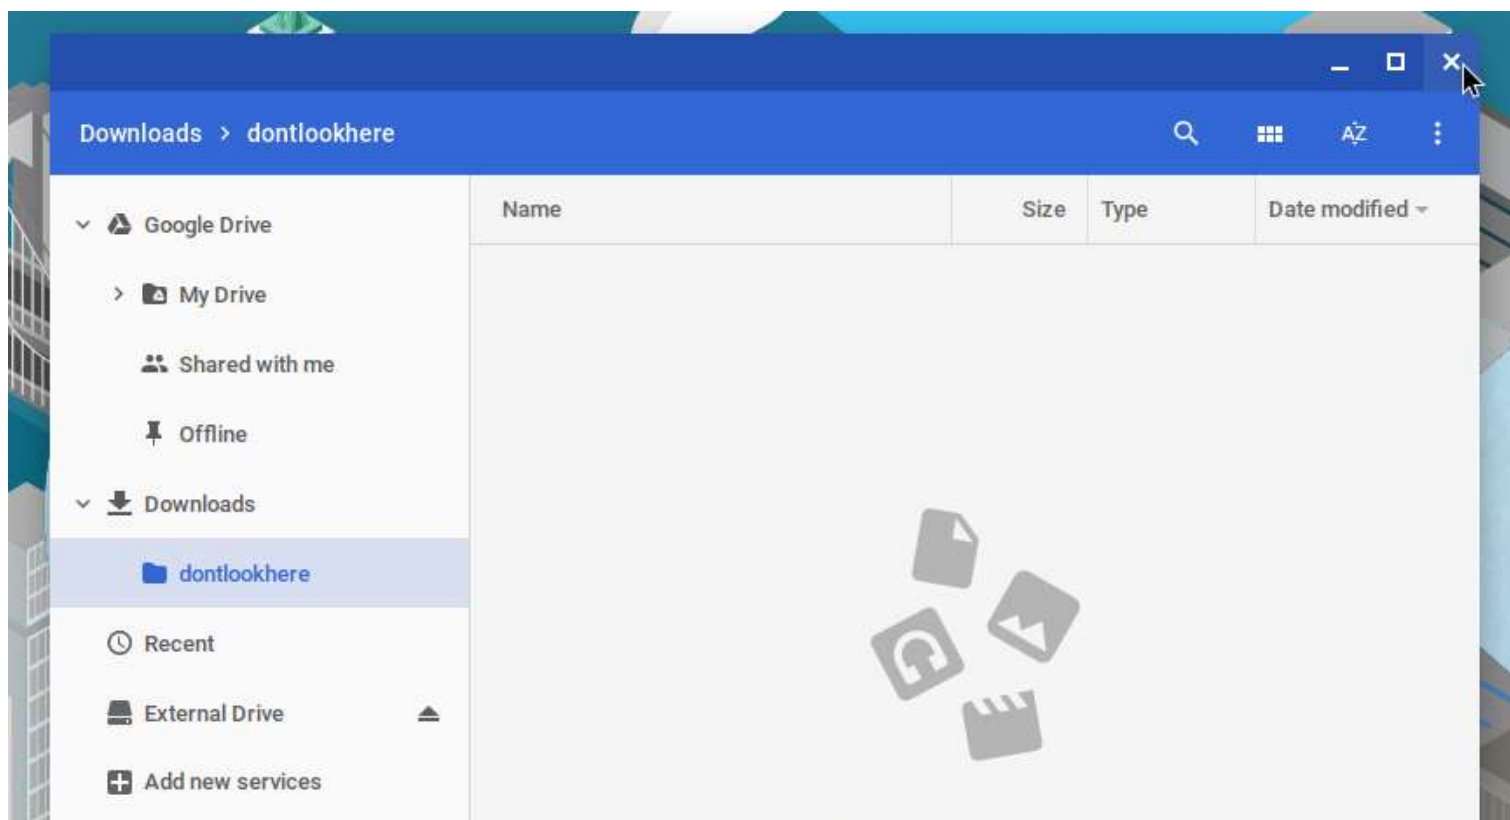 Downloads > dontlookhere
AZ
Name Size Type Date modified
Google Drive
My Drive
Shared with me
Offline
Downloads
dontlookhere
Recent
External Drive
Add new services